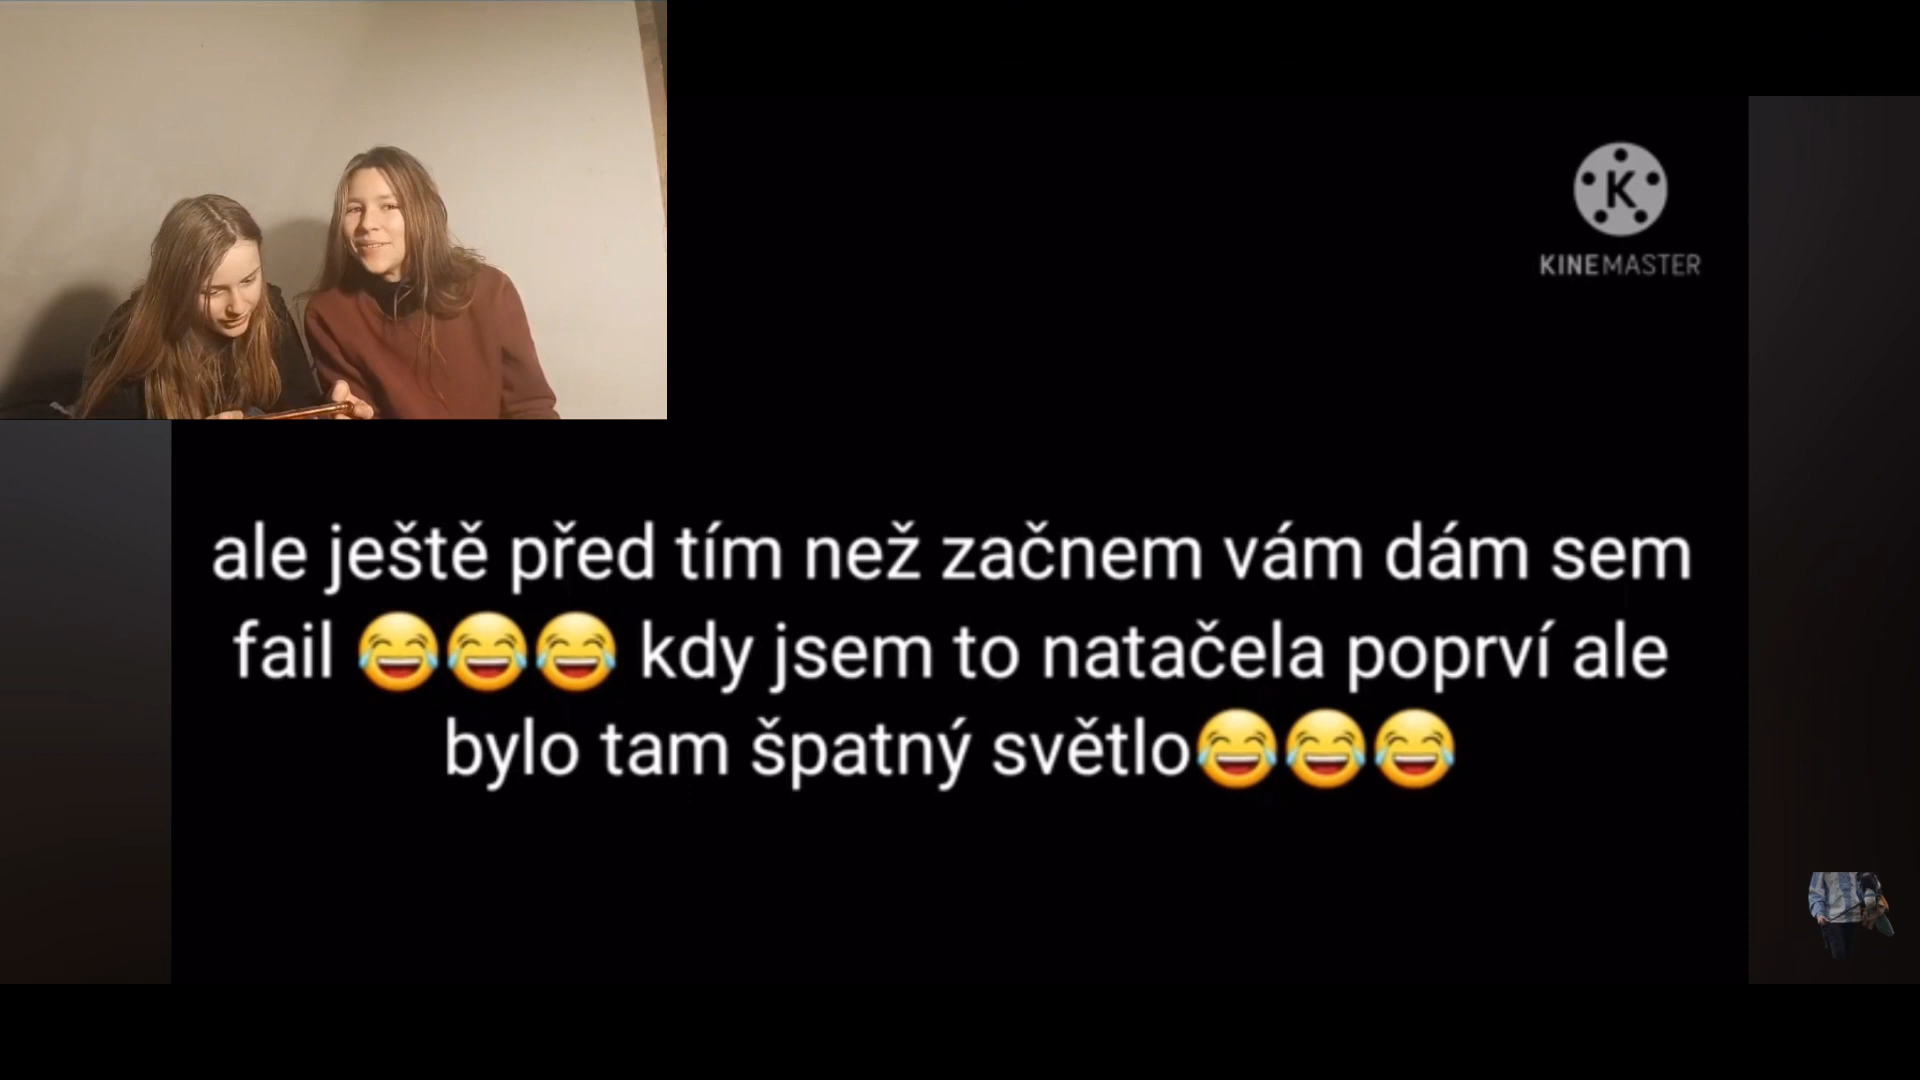 KINEMASTER
ale ještě před tím než začnem vám dám sem
fail 😂😂😂 kdy jsem to natačela poprví ale
bylo tam špatný světlo😂😂😂